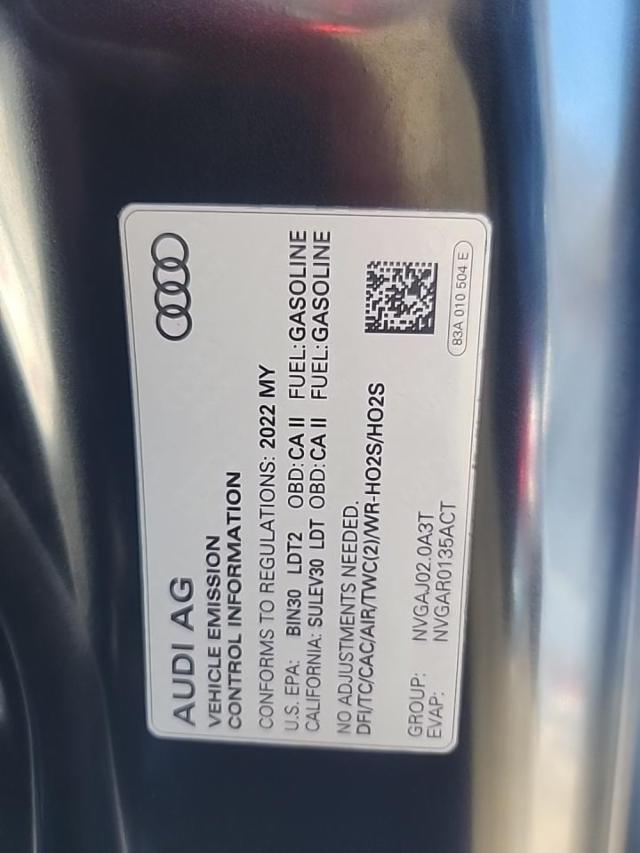 AUDI AG
VEHICLE EMISSION
CONTROL INFORMATION
CONFORMS TO REGULATIONS: 2022 MY
U.S. EPA: BIN30 LDT2 OBD: CA II FUEL: GASOLINE
CALIFORNIA: SULEV30 LDT OBD: CA II FUEL: GASOLINE
NO ADJUSTMENTS NEEDED.
DFI/TC/CAC/AIR/TWC(2)/WR-HO2S/HO2S
GROUP: NVGAJ02.0A3T
EVAP: NVGAR0135ACT
83A 010 504 E